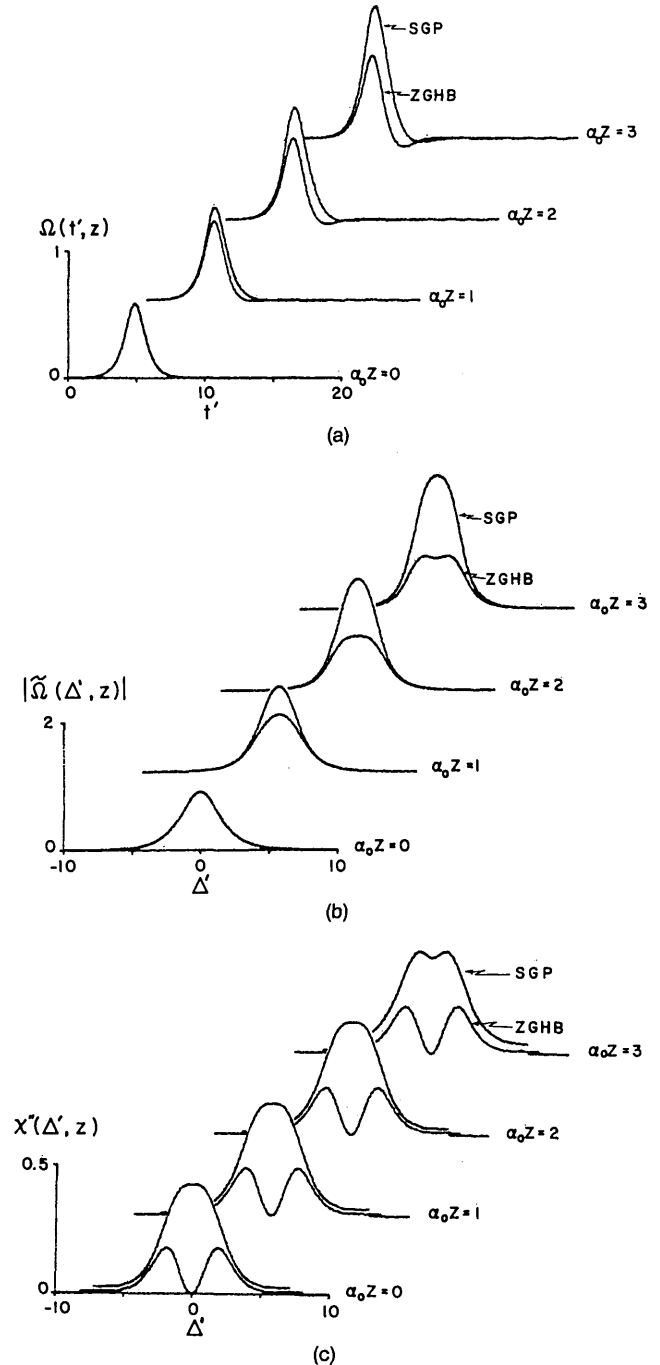 SGP
ZGHB
α₀Z=3
α₀Z=2
Ω(t′,z)
1
α₀Z=1
0
α₀Z=0
0 10 20
t′
(a)
SGP
ZGHB
α₀Z=3
α₀Z=2
|Ω̃(Δ′,z)|
2
α₀Z=1
0
α₀Z=0
-10 0 10
Δ′
(b)
SGP
ZGHB
α₀Z=3
α₀Z=2
χ″(Δ′,z)
0.5
α₀Z=1
0
α₀Z=0
-10 0 10
Δ′
(c)